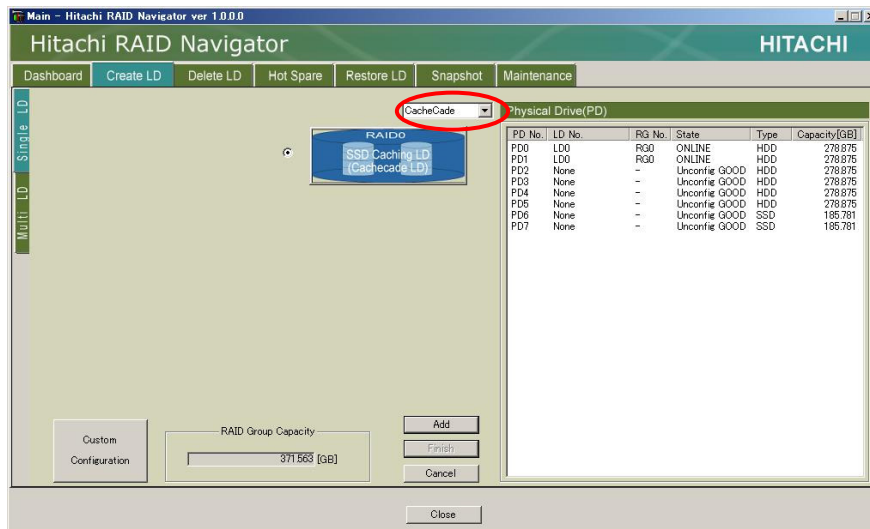 Main - Hitachi RAID Navigator ver 1.0.0.0
Hitachi RAID Navigator
HITACHI
Dashboard Create LD Delete LD Hot Spare Restore LD Snapshot Maintenance
Single LD
Multi LD
CacheCade
RAID0
SSD Caching LD
(Cachecade LD)
Physical Drive(PD)
PD No. LD No. RG No. State Type Capacity[GB]
PD0 LD0 RG0 ONLINE HDD 278.875
PD1 LD0 RG0 ONLINE HDD 278.875
PD2 None - Unconfig GOOD HDD 278.875
PD3 None - Unconfig GOOD HDD 278.875
PD4 None - Unconfig GOOD HDD 278.875
PD5 None - Unconfig GOOD HDD 278.875
PD6 None - Unconfig GOOD SSD 185.781
PD7 None - Unconfig GOOD SSD 185.781
Custom
Configuration
RAID Group Capacity
371.563 [GB]
Add
Finish
Cancel
Close